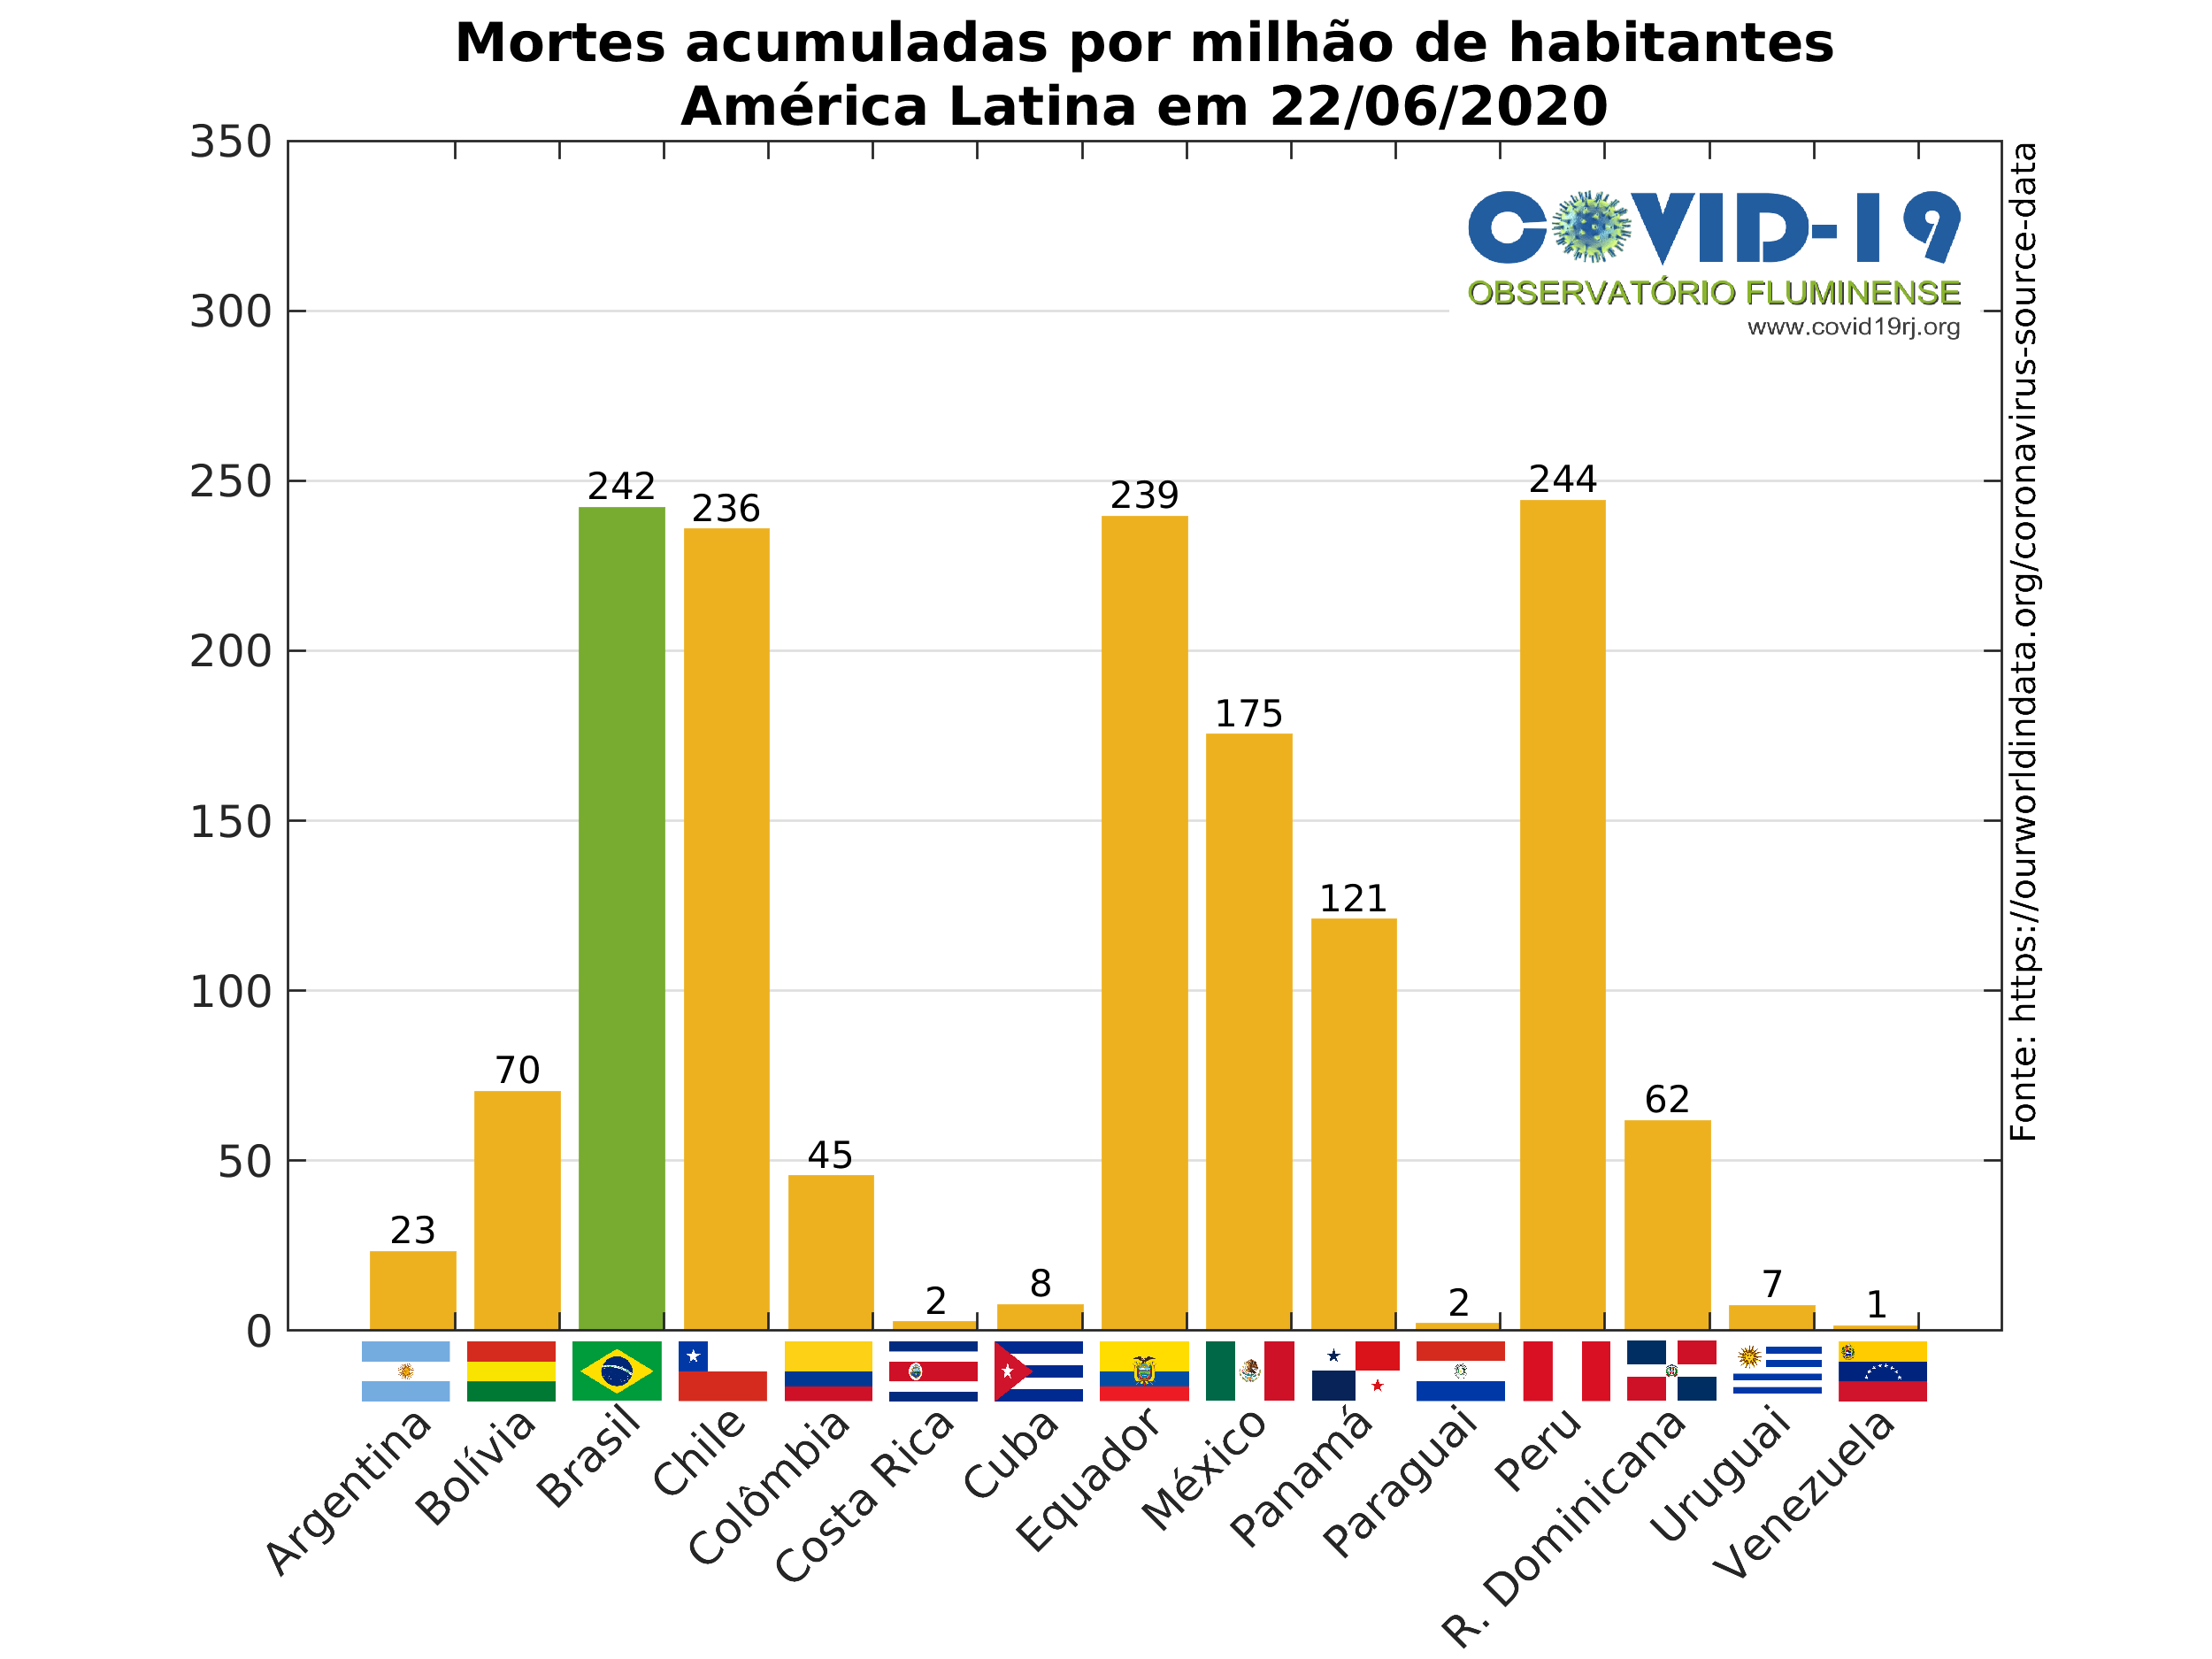 Mortes acumuladas por milhão de habitantes
América Latina em 22/06/2020
350
300
250
200
150
100
50
0
COVID-19
OBSERVATÓRIO FLUMINENSE
www.covid19rj.org
Fonte: https://ourworldindata.org/coronavirus-source-data
23
70
242
236
45
2
8
239
175
121
2
244
62
7
1
Argentina
Bolívia
Brasil
Chile
Colômbia
Costa Rica
Cuba
Equador
México
Panamá
Paraguai
Peru
R. Dominicana
Uruguai
Venezuela